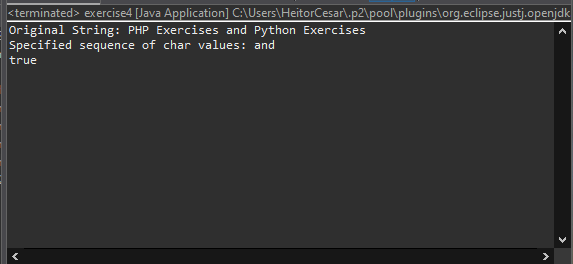 <terminated> exercise4 [Java Application] C:\Users\HeitorCesar\.p2\pool\plugins\org.eclipse.justj.openjdk
Original String: PHP Exercises and Python Exercises
Specified sequence of char values: and
true